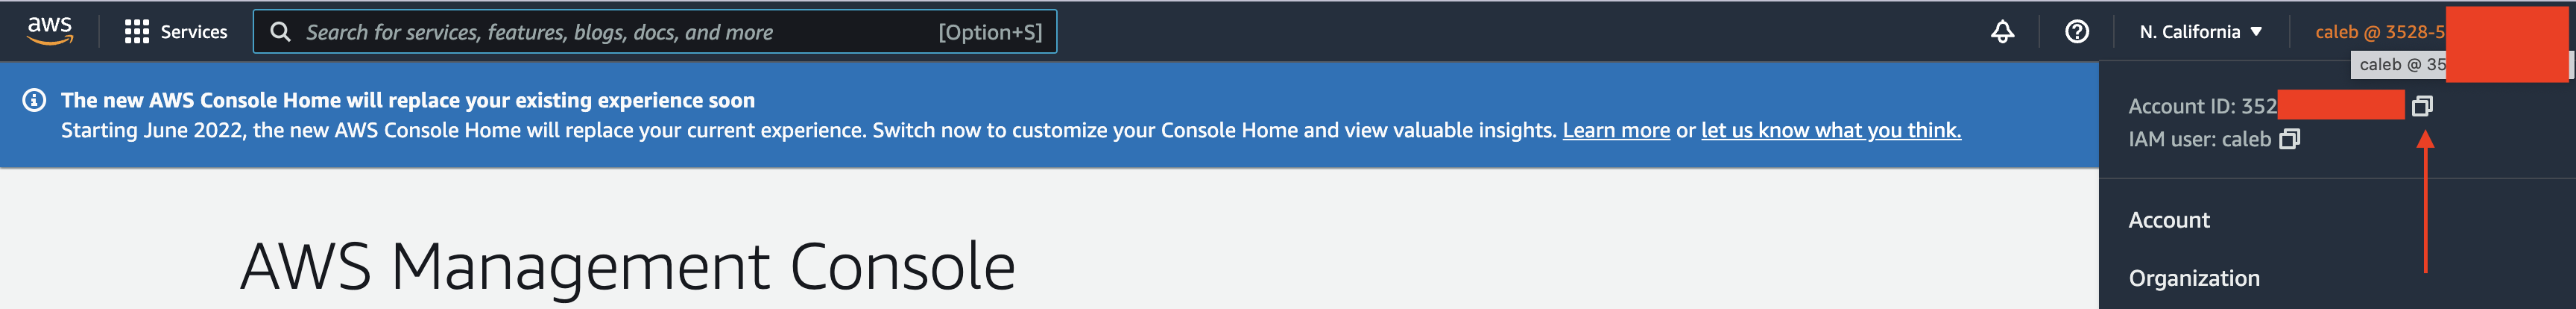 aws
Services
Search for services, features, blogs, docs, and more
[Option+S]
N. California
caleb @ 3528-5
caleb @ 35
The new AWS Console Home will replace your existing experience soon
Starting June 2022, the new AWS Console Home will replace your current experience. Switch now to customize your Console Home and view valuable insights. Learn more or let us know what you think.
Account ID: 352
IAM user: caleb
Account
Organization
AWS Management Console